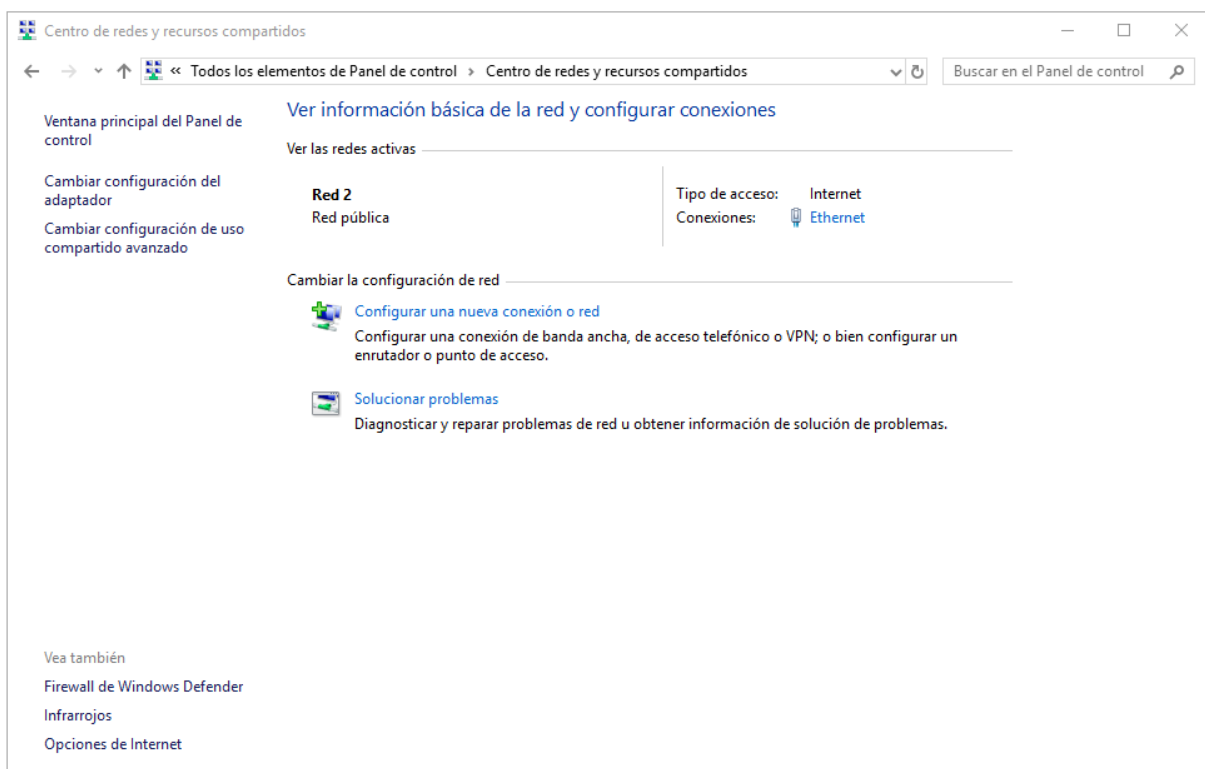 Centro de redes y recursos compartidos
« Todos los elementos de Panel de control › Centro de redes y recursos compartidos
Buscar en el Panel de control
Ventana principal del Panel de
control
Cambiar configuración del
adaptador
Cambiar configuración de uso
compartido avanzado
Ver información básica de la red y configurar conexiones
Ver las redes activas
Red 2
Red pública
Tipo de acceso: Internet
Conexiones: Ethernet
Cambiar la configuración de red
Configurar una nueva conexión o red
Configurar una conexión de banda ancha, de acceso telefónico o VPN; o bien configurar un
enrutador o punto de acceso.
Solucionar problemas
Diagnosticar y reparar problemas de red u obtener información de solución de problemas.
Vea también
Firewall de Windows Defender
Infrarrojos
Opciones de Internet